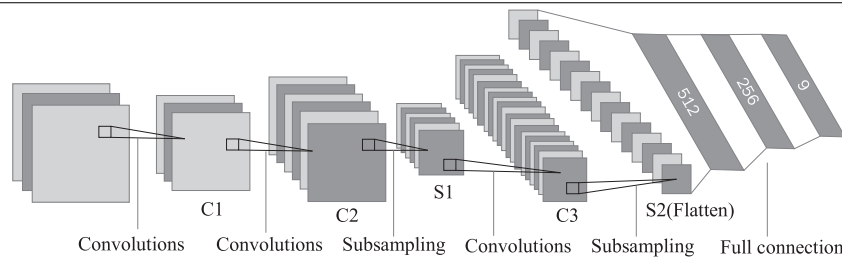 512
256
9
C1
C2
S1
C3
S2(Flatten)
Convolutions
Convolutions
Subsampling
Convolutions
Subsampling
Full connection